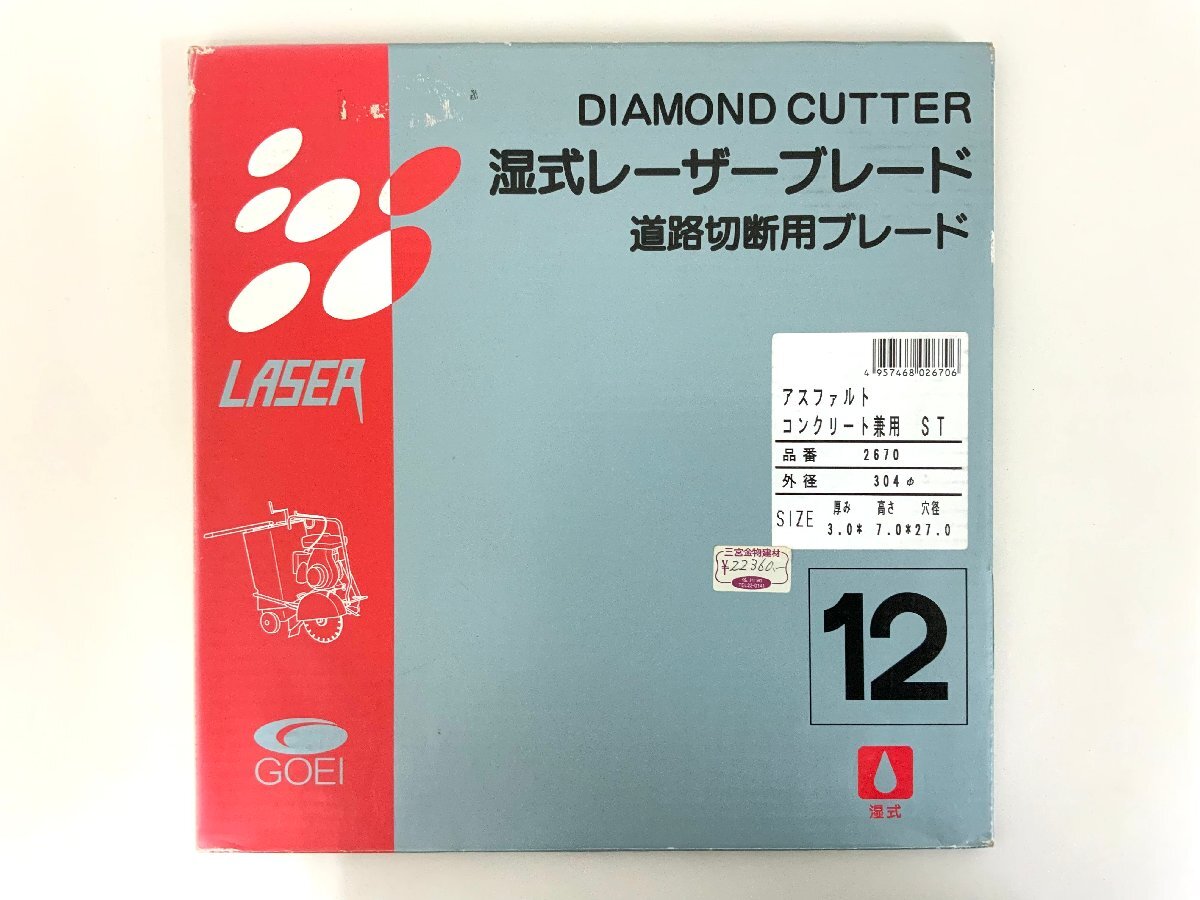 DIAMOND CUTTER
湿式レーザーブレード
道路切断用ブレード
LASER
4 957468 026706
アスファルト
コンクリート兼用 ST
品番 2670
外径 304φ
厚み 高さ 穴径
SIZE 3.0* 7.0*27.0
三宮金物建材
¥22360.-
12
湿式
GOEI